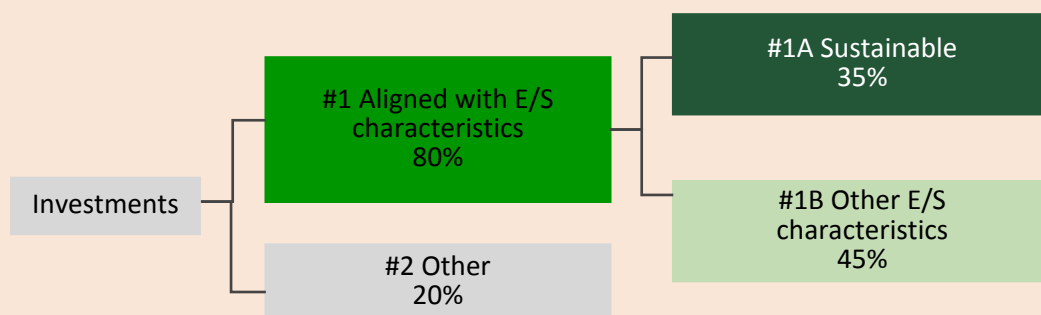 #1A Sustainable
35%
#1 Aligned with E/S
characteristics
80%
Investments
#1B Other E/S
characteristics
45%
#2 Other
20%